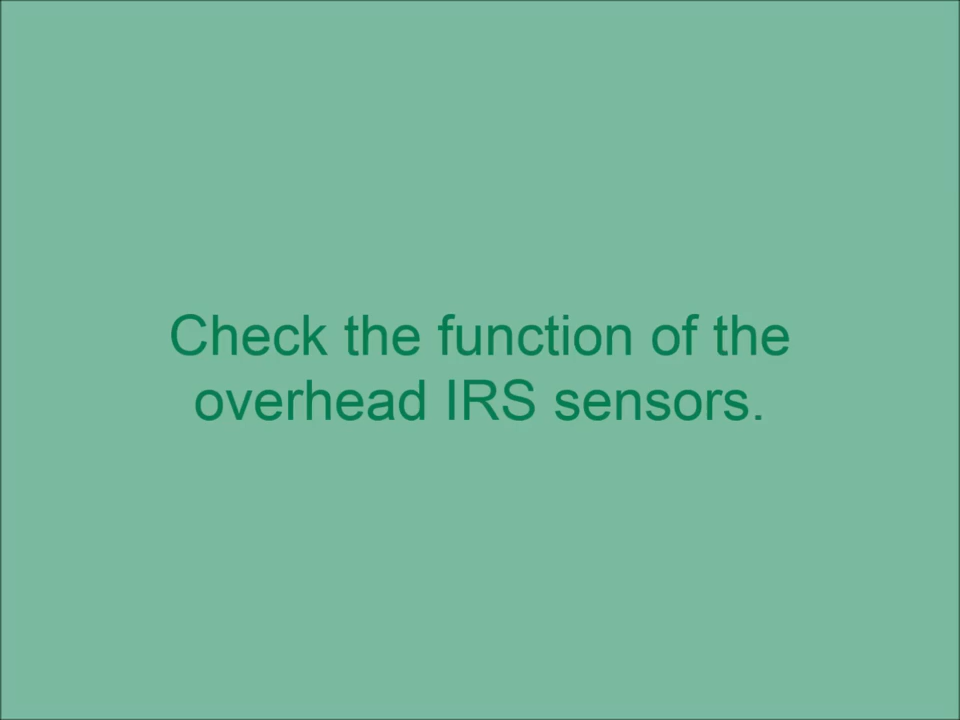 Check the function of the
overhead IRS sensors.